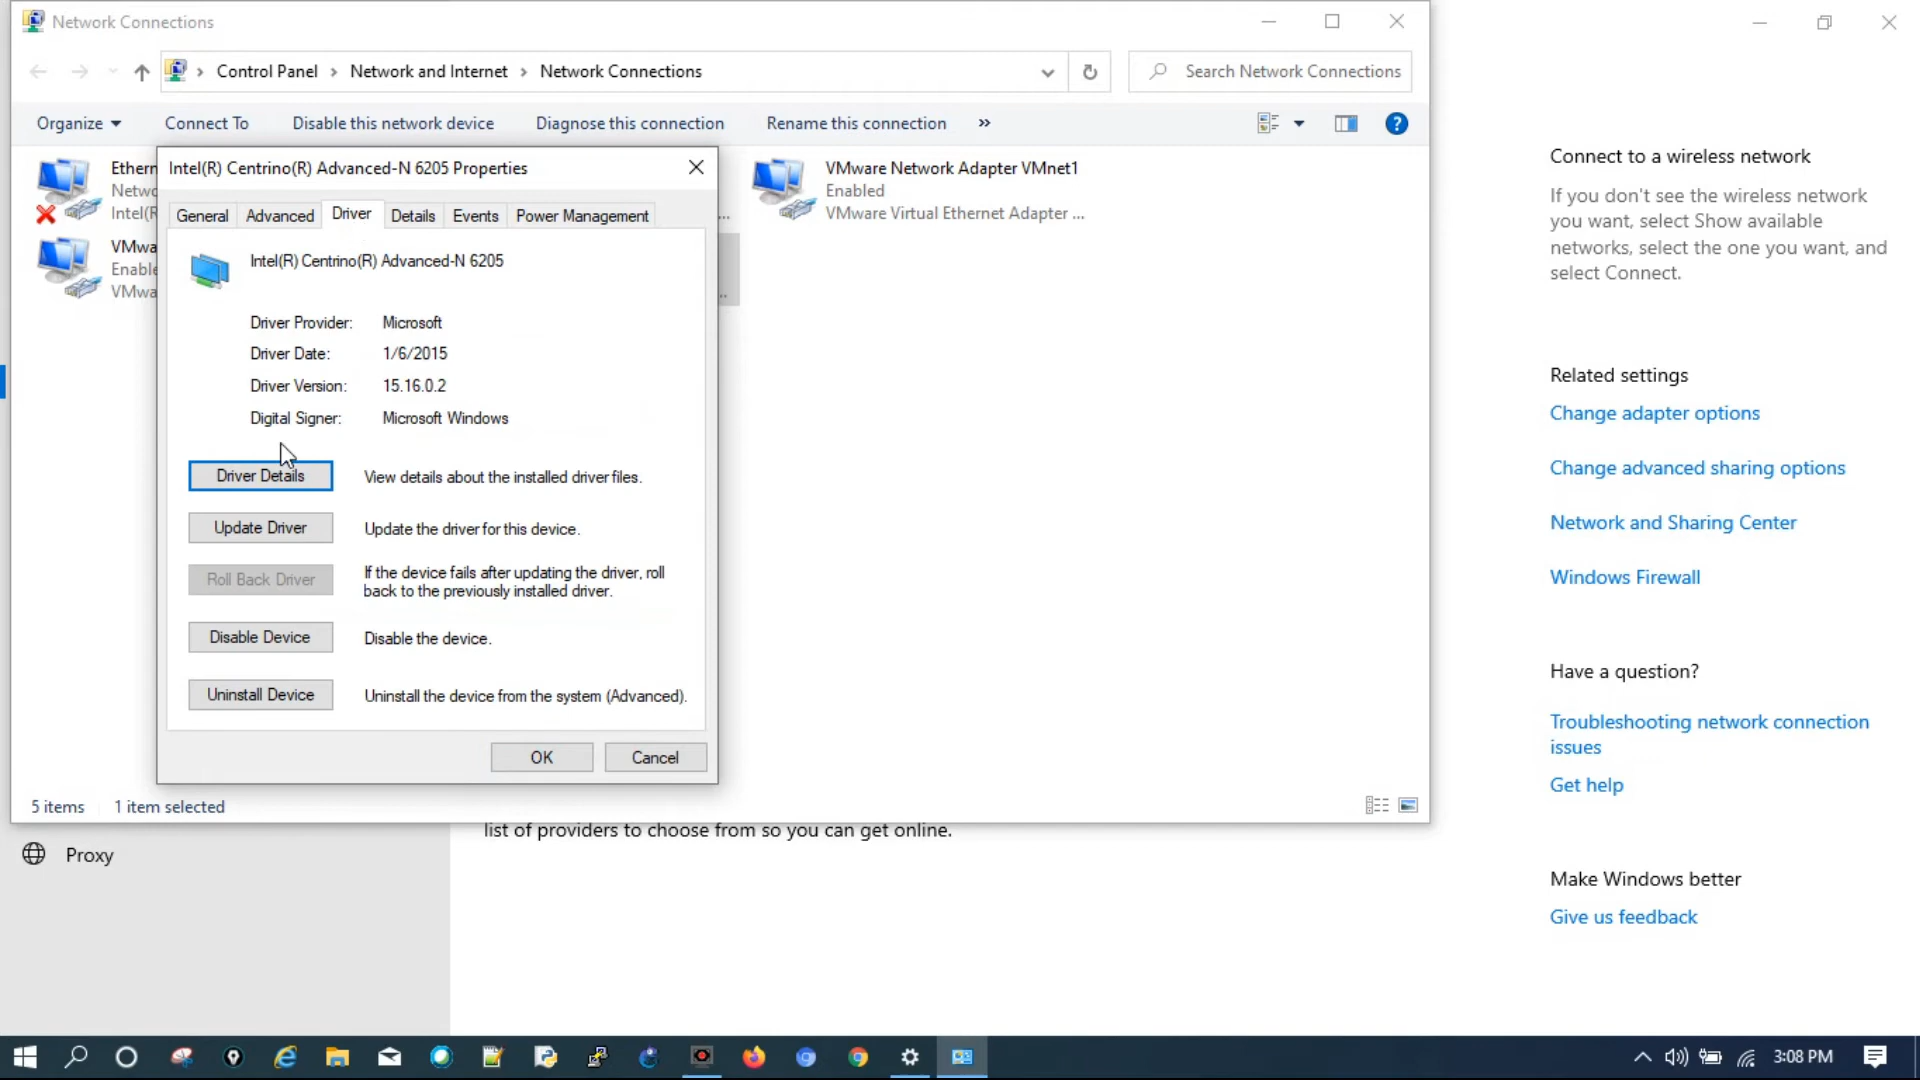 Network Connections
Control Panel > Network and Internet > Network Connections
Search Network Connections
Organize
Connect To
Disable this network device
Diagnose this connection
Rename this connection
»
Ethern
Netwo
Intel(R
VMwa
Enable
VMwa
...
..
VMware Network Adapter VMnet1
Enabled
VMware Virtual Ethernet Adapter ...
Intel(R) Centrino(R) Advanced-N 6205 Properties
General
Advanced
Driver
Details
Events
Power Management
Intel(R) Centrino(R) Advanced-N 6205
Driver Provider: Microsoft
Driver Date: 1/6/2015
Driver Version: 15.16.0.2
Digital Signer: Microsoft Windows
Driver Details
View details about the installed driver files.
Update Driver
Update the driver for this device.
Roll Back Driver
If the device fails after updating the driver, roll
back to the previously installed driver.
Disable Device
Disable the device.
Uninstall Device
Uninstall the device from the system (Advanced).
OK
Cancel
5 items
1 item selected
list of providers to choose from so you can get online.
Proxy
Connect to a wireless network
If you don't see the wireless network
you want, select Show available
networks, select the one you want, and
select Connect.
Related settings
Change adapter options
Change advanced sharing options
Network and Sharing Center
Windows Firewall
Have a question?
Troubleshooting network connection
issues
Get help
Make Windows better
Give us feedback
3:08 PM